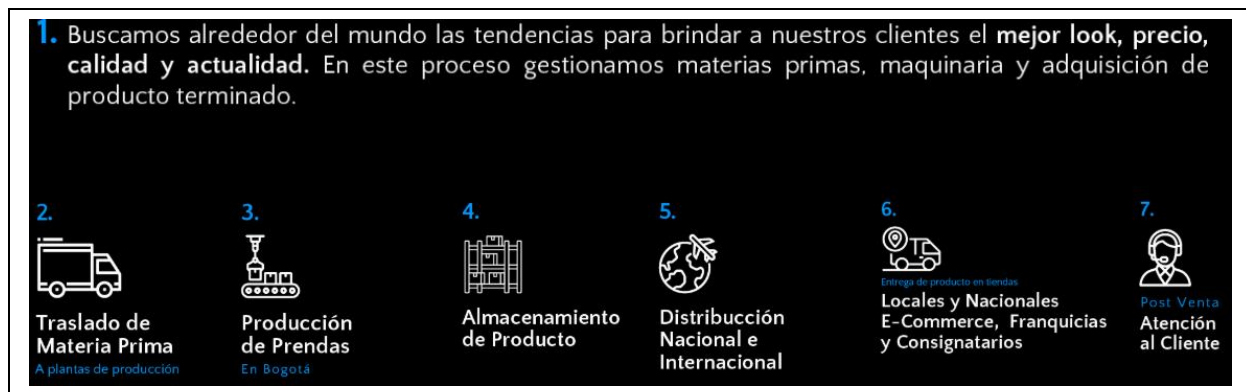 1. Buscamos alrededor del mundo las tendencias para brindar a nuestros clientes el mejor look, precio,
calidad y actualidad. En este proceso gestionamos materias primas, maquinaria y adquisición de
producto terminado.
2.
Traslado de
Materia Prima
A plantas de producción
3.
Producción
de Prendas
En Bogotá
4.
Almacenamiento
de Producto
5.
Distribucción
Nacional e
Internacional
6.
Entrega de producto en tiendas
Locales y Nacionales
E-Commerce, Franquicias
y Consignatarios
7.
Post Venta
Atención
al Cliente